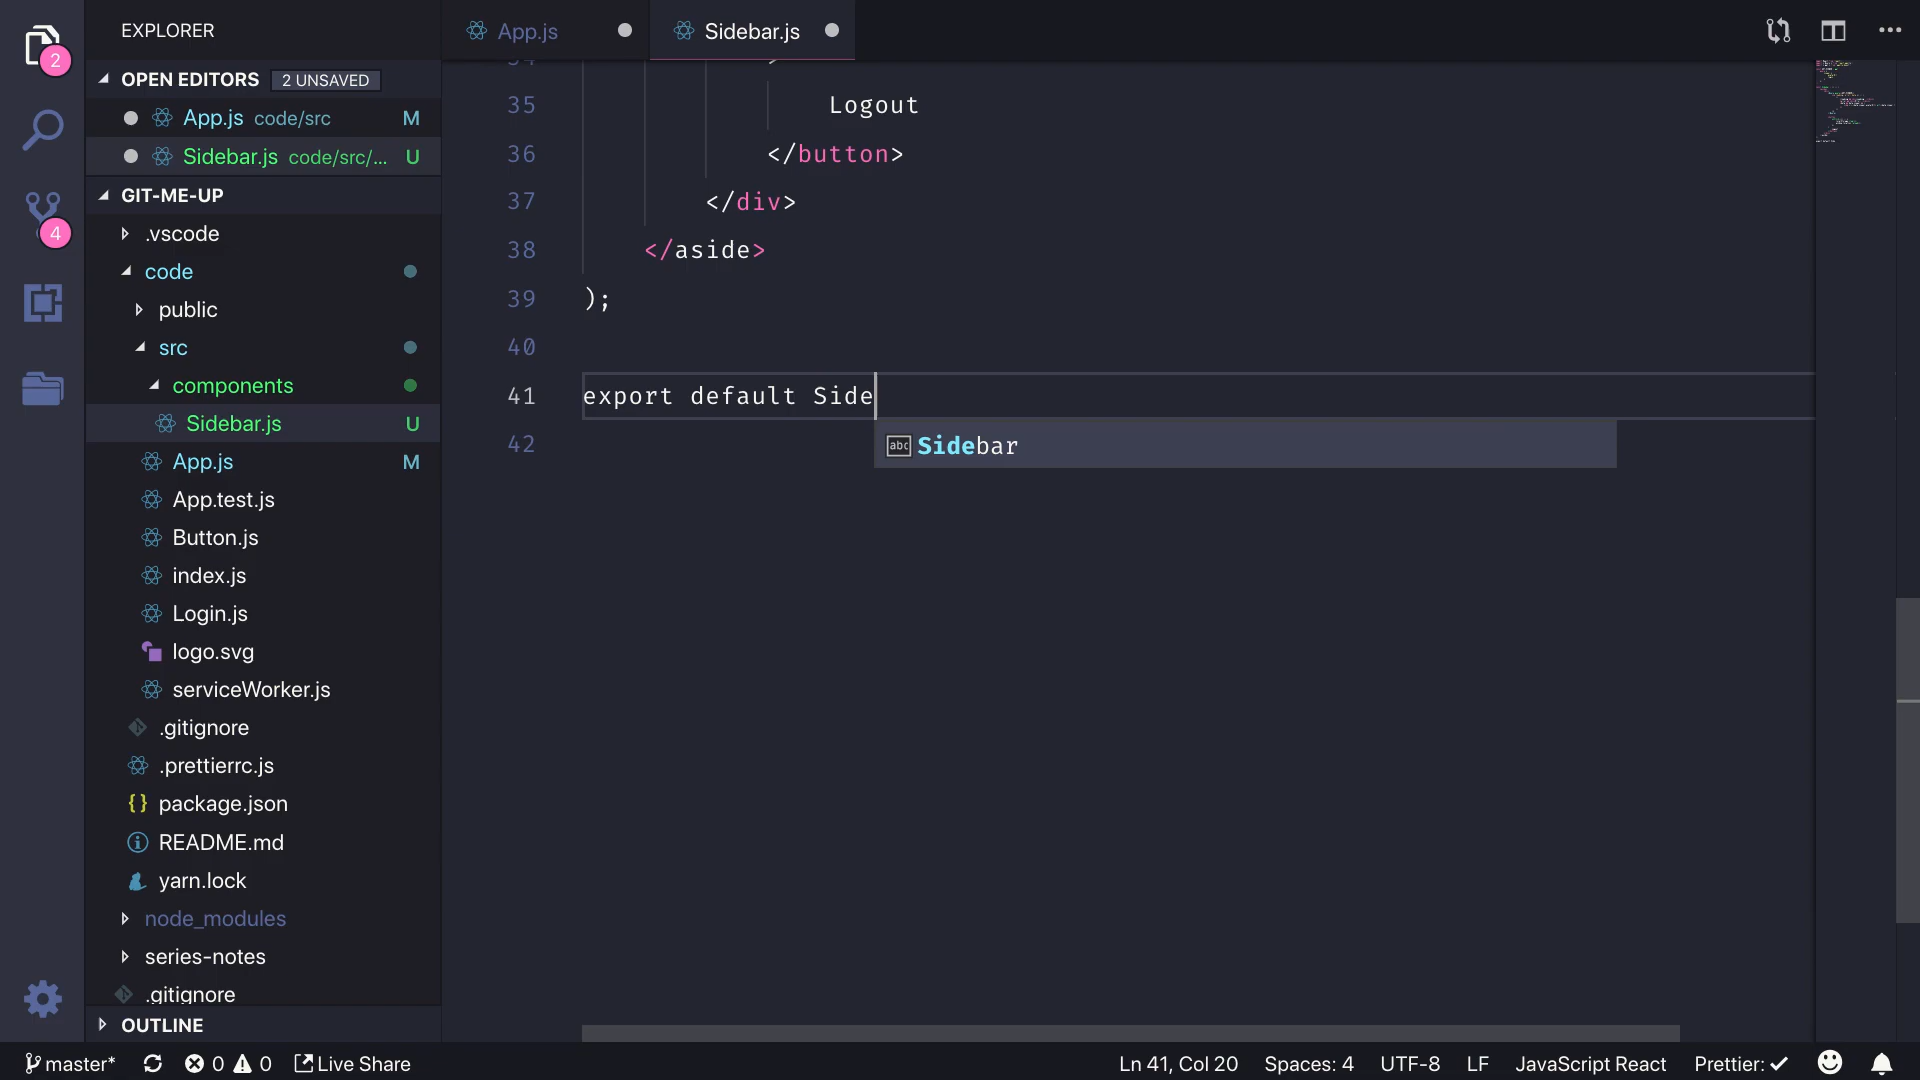 EXPLORER
2
OPEN EDITORS 2 UNSAVED
App.js code/src M
Sidebar.js code/src/... U
GIT-ME-UP
4
.vscode
code
public
src
components
Sidebar.js U
App.js M
App.test.js
Button.js
index.js
Login.js
logo.svg
serviceWorker.js
.gitignore
.prettierrc.js
{} package.json
README.md
yarn.lock
node_modules
series-notes
.gitignore
OUTLINE
App.js
Sidebar.js
34 >
35 Logout
36 </button>
37 </div>
38 </aside>
39 );
40
41 export default Side
abc Sidebar
42
master* 0 0 Live Share
Ln 41, Col 20 Spaces: 4 UTF-8 LF JavaScript React Prettier: ✓